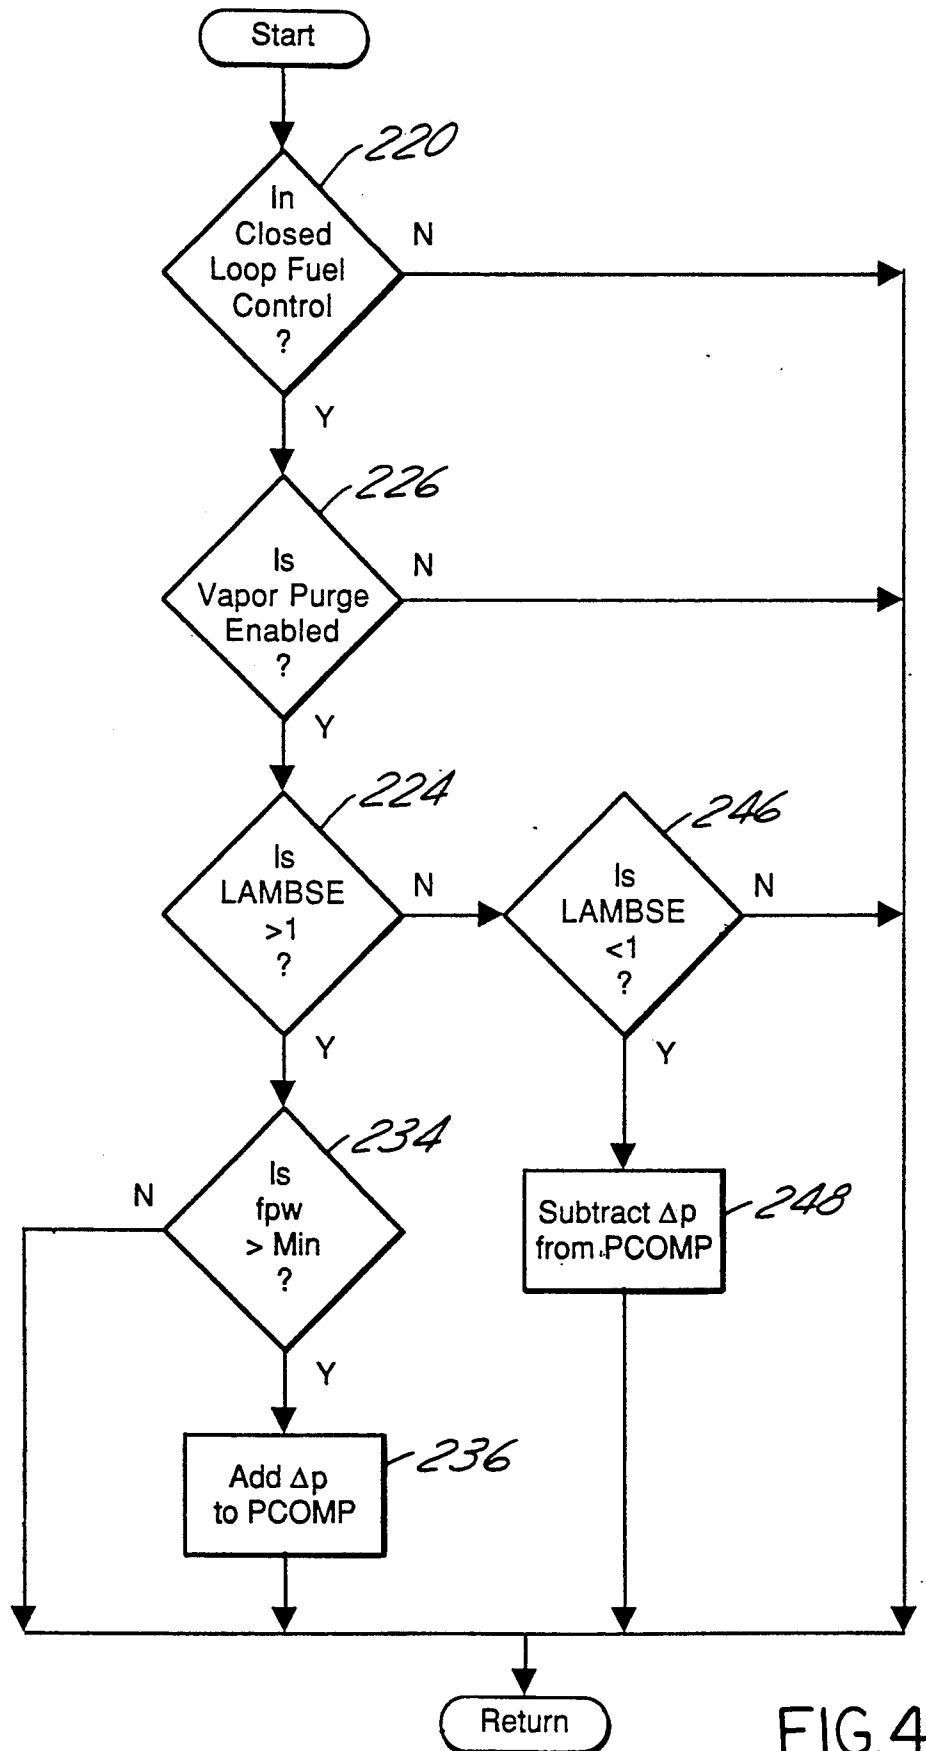 Start
220
In
Closed
Loop Fuel
Control
?
N
Y
226
Is
Vapor Purge
Enabled
?
N
Y
224
Is
LAMBSE
>1
?
N
Y
246
Is
LAMBSE
<1
?
N
Y
234
Is
fpw
> Min
?
N
Y
248
Subtract Δp
from PCOMP
236
Add Δp
to PCOMP
Return
FIG.4